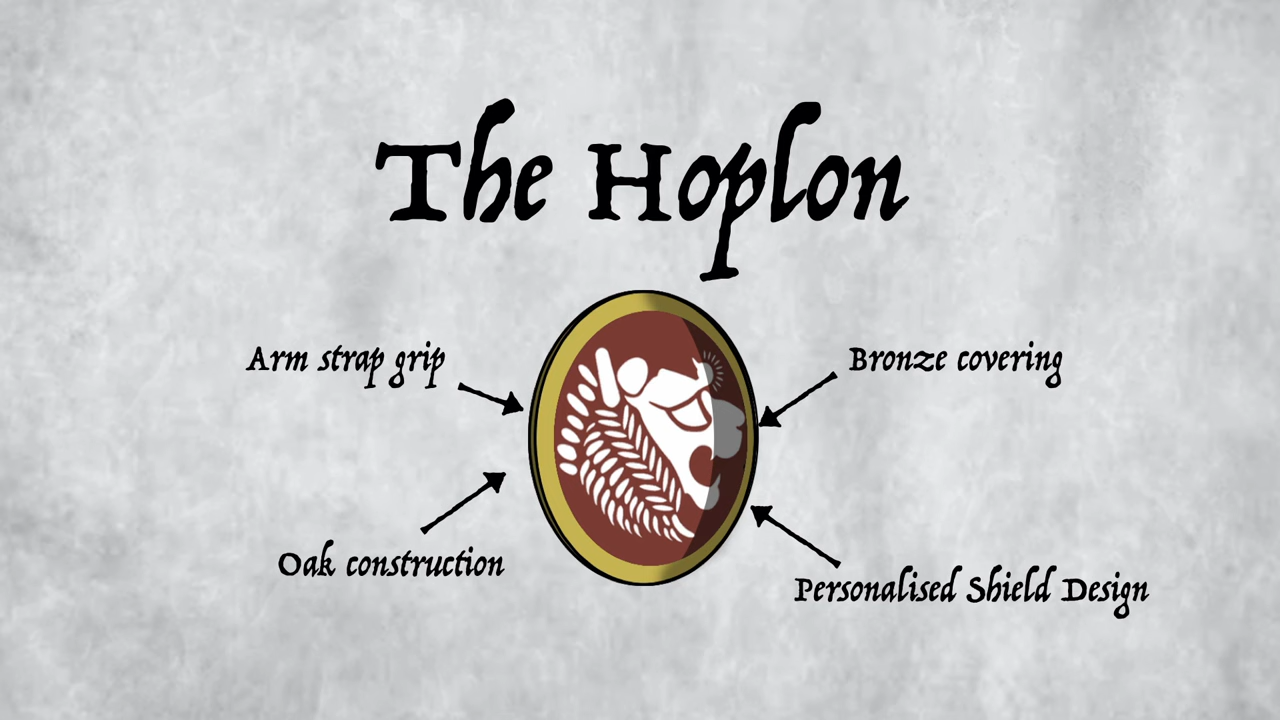 The Hoplon
Arm strap grip
Bronze covering
Oak construction
Personalised Shield Design